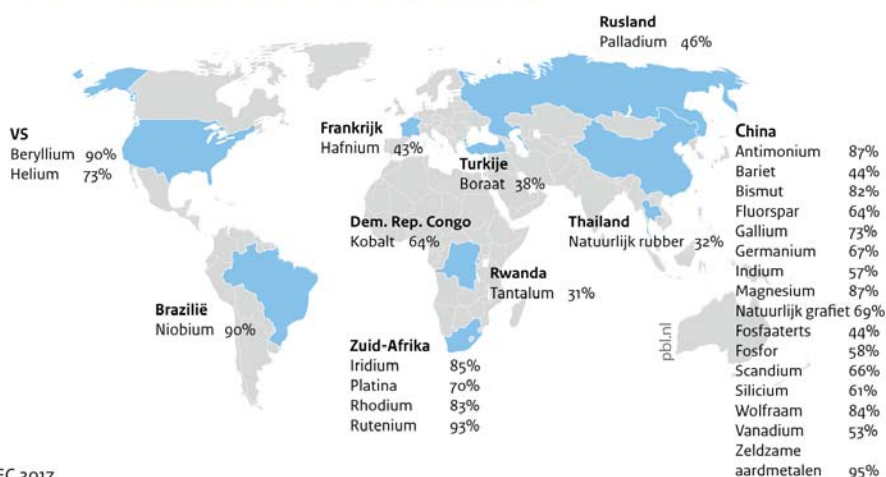 Rusland
Palladium 46%
VS
Beryllium 90%
Helium 73%
Frankrijk
Hafnium 43%
Turkije
Boraat 38%
Dem. Rep. Congo
Kobalt 64%
Thailand
Natuurlijk rubber 32%
Rwanda
Tantalum 31%
Brazilië
Niobium 90%
Zuid-Afrika
Iridium 85%
Platina 70%
Rhodium 83%
Rutenium 93%
China
Antimonium 87%
Bariet 44%
Bismut 82%
Fluorspar 64%
Gallium 73%
Germanium 67%
Indium 57%
Magnesium 87%
Natuurlijk grafiet 69%
Fosfaaterts 44%
Fosfor 58%
Scandium 66%
Silicium 61%
Wolfraam 84%
Vanadium 53%
Zeldzame
aardmetalen 95%
pbl.nl
EC 2017